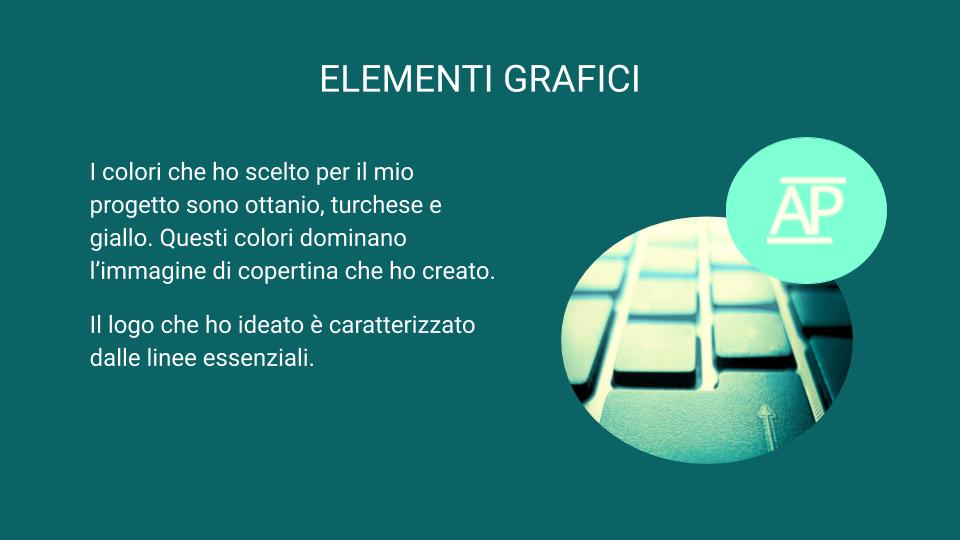 ELEMENTI GRAFICI
I colori che ho scelto per il mio
progetto sono ottanio, turchese e
giallo. Questi colori dominano
l’immagine di copertina che ho creato.
Il logo che ho ideato è caratterizzato
dalle linee essenziali.
AP